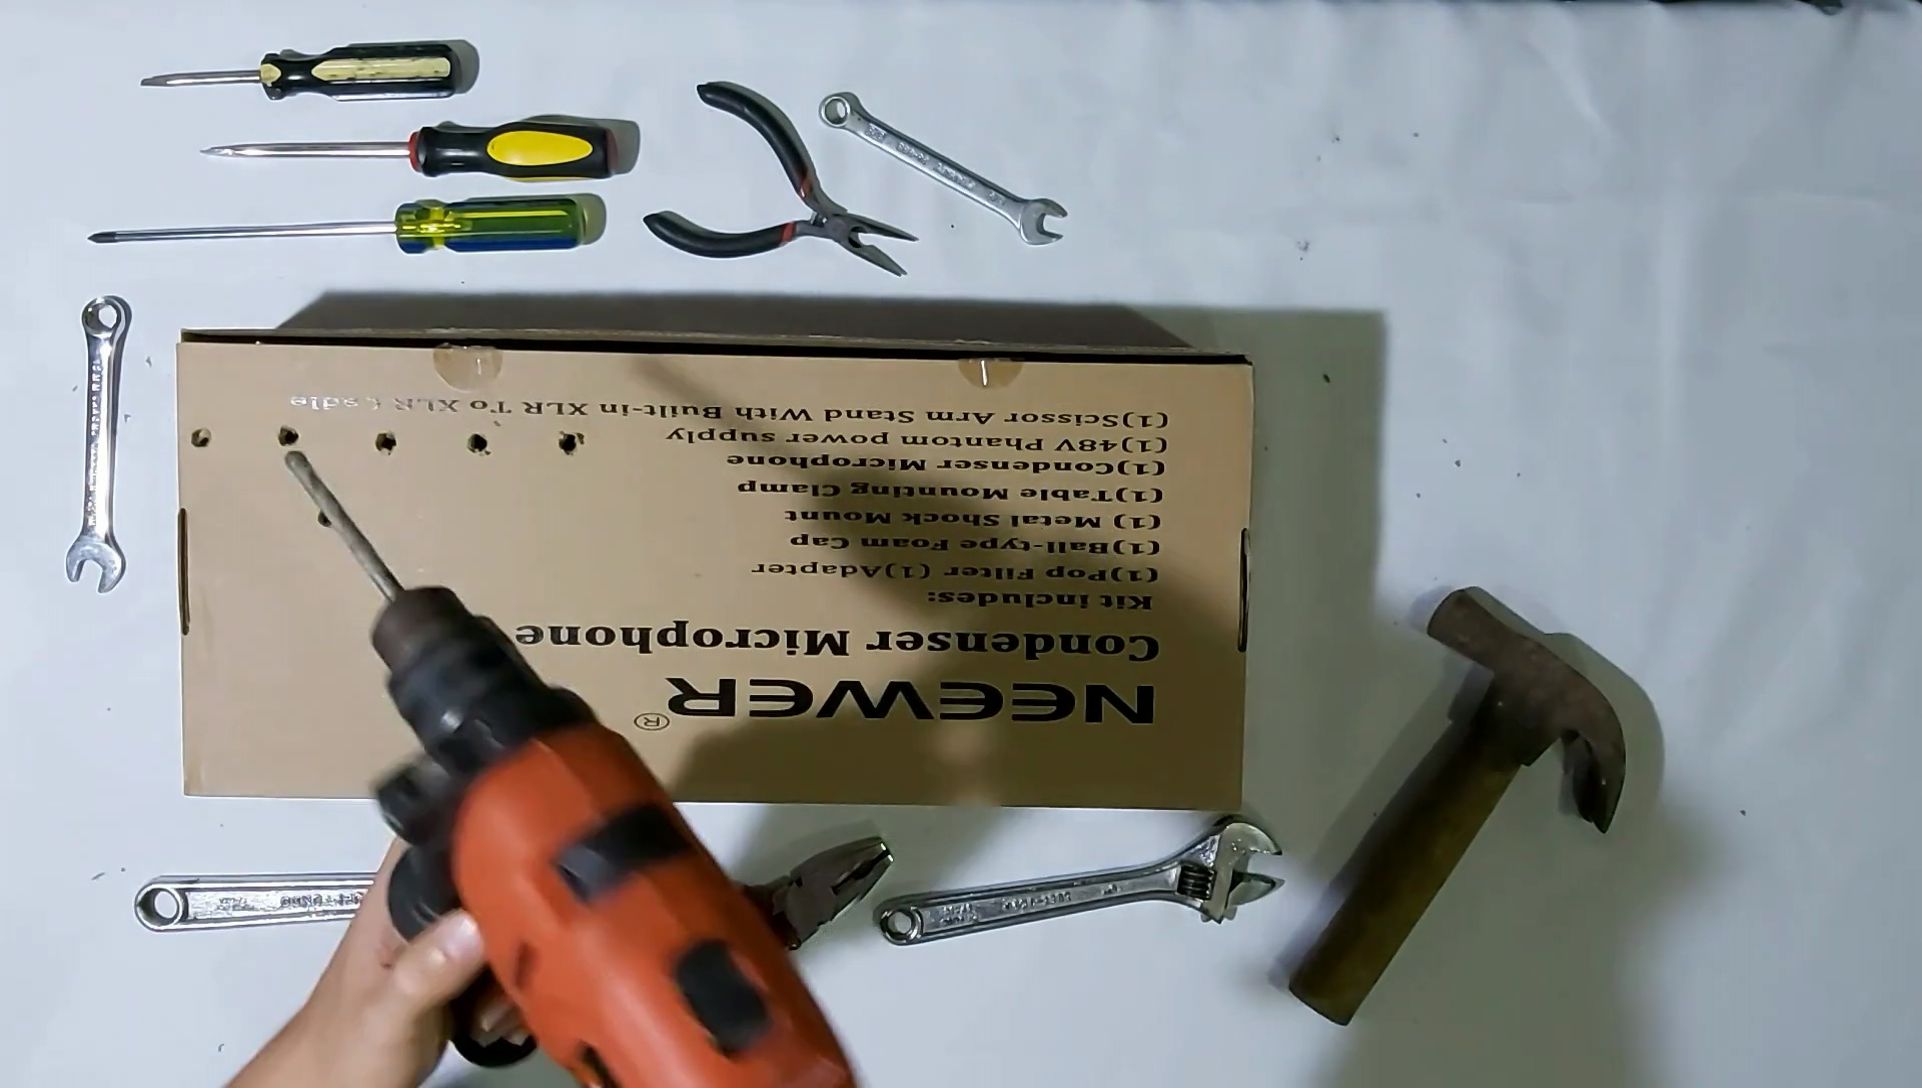 NEEWER®
Condenser Microphone
Kit includes:
(1)Pop Filter (1)Adapter
(1)Ball-type Foam Cap
(1) Metal Shock Mount
(1)Table Mounting Clamp
(1)Condenser Microphone
(1)48V Phantom power supply
(1)Scissor Arm Stand With Built-in XLR To XLR Cable